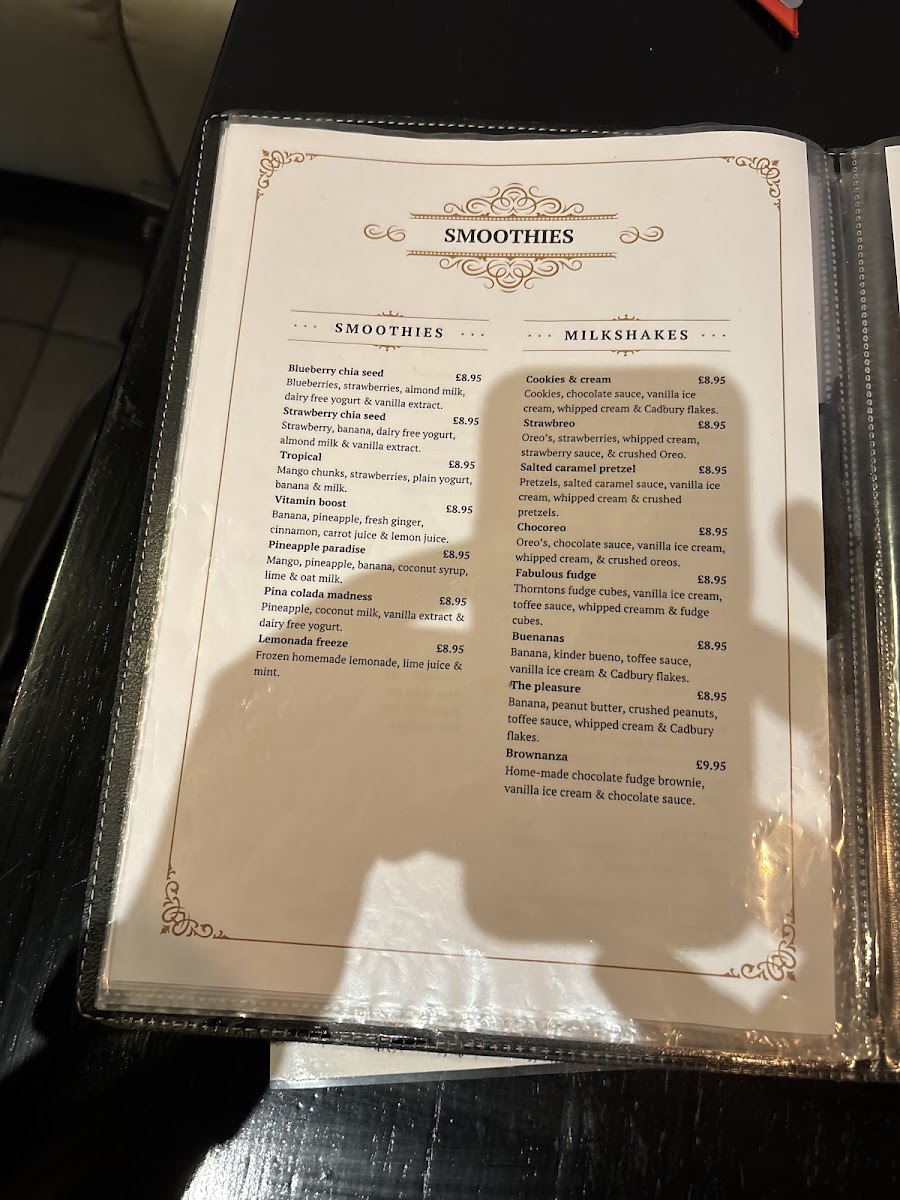 SMOOTHIES
SMOOTHIES
Blueberry chia seed £8.95
Blueberries, strawberries, almond milk,
dairy free yogurt & vanilla extract.
Strawberry chia seed £8.95
Strawberry, banana, dairy free yogurt,
almond milk & vanilla extract.
Tropical £8.95
Mango chunks, strawberries, plain yogurt,
banana & milk.
Vitamin boost £8.95
Banana, pineapple, fresh ginger,
cinnamon, carrot juice & lemon juice.
Pineapple paradise £8.95
Mango, pineapple, banana, coconut syrup,
lime & oat milk.
Pina colada madness £8.95
Pineapple, coconut milk, vanilla extract &
dairy free yogurt.
Lemonada freeze £8.95
Frozen homemade lemonade, lime juice &
mint.
MILKSHAKES
Cookies & cream £8.95
Cookies, chocolate sauce, vanilla ice
cream, whipped cream & Cadbury flakes.
Strawbreo £8.95
Oreo's, strawberries, whipped cream,
strawberry sauce, & crushed Oreo.
Salted caramel pretzel £8.95
Pretzels, salted caramel sauce, vanilla ice
cream, whipped cream & crushed
pretzels.
Chocoreo £8.95
Oreo's, chocolate sauce, vanilla ice cream,
whipped cream, & crushed oreos.
Fabulous fudge £8.95
Thorntons fudge cubes, vanilla ice cream,
toffee sauce, whipped creamm & fudge
cubes.
Buenanas £8.95
Banana, kinder bueno, toffee sauce,
vanilla ice cream & Cadbury flakes.
The pleasure £8.95
Banana, peanut butter, crushed peanuts,
toffee sauce, whipped cream & Cadbury
flakes.
Brownanza £9.95
Home-made chocolate fudge brownie,
vanilla ice cream & chocolate sauce.